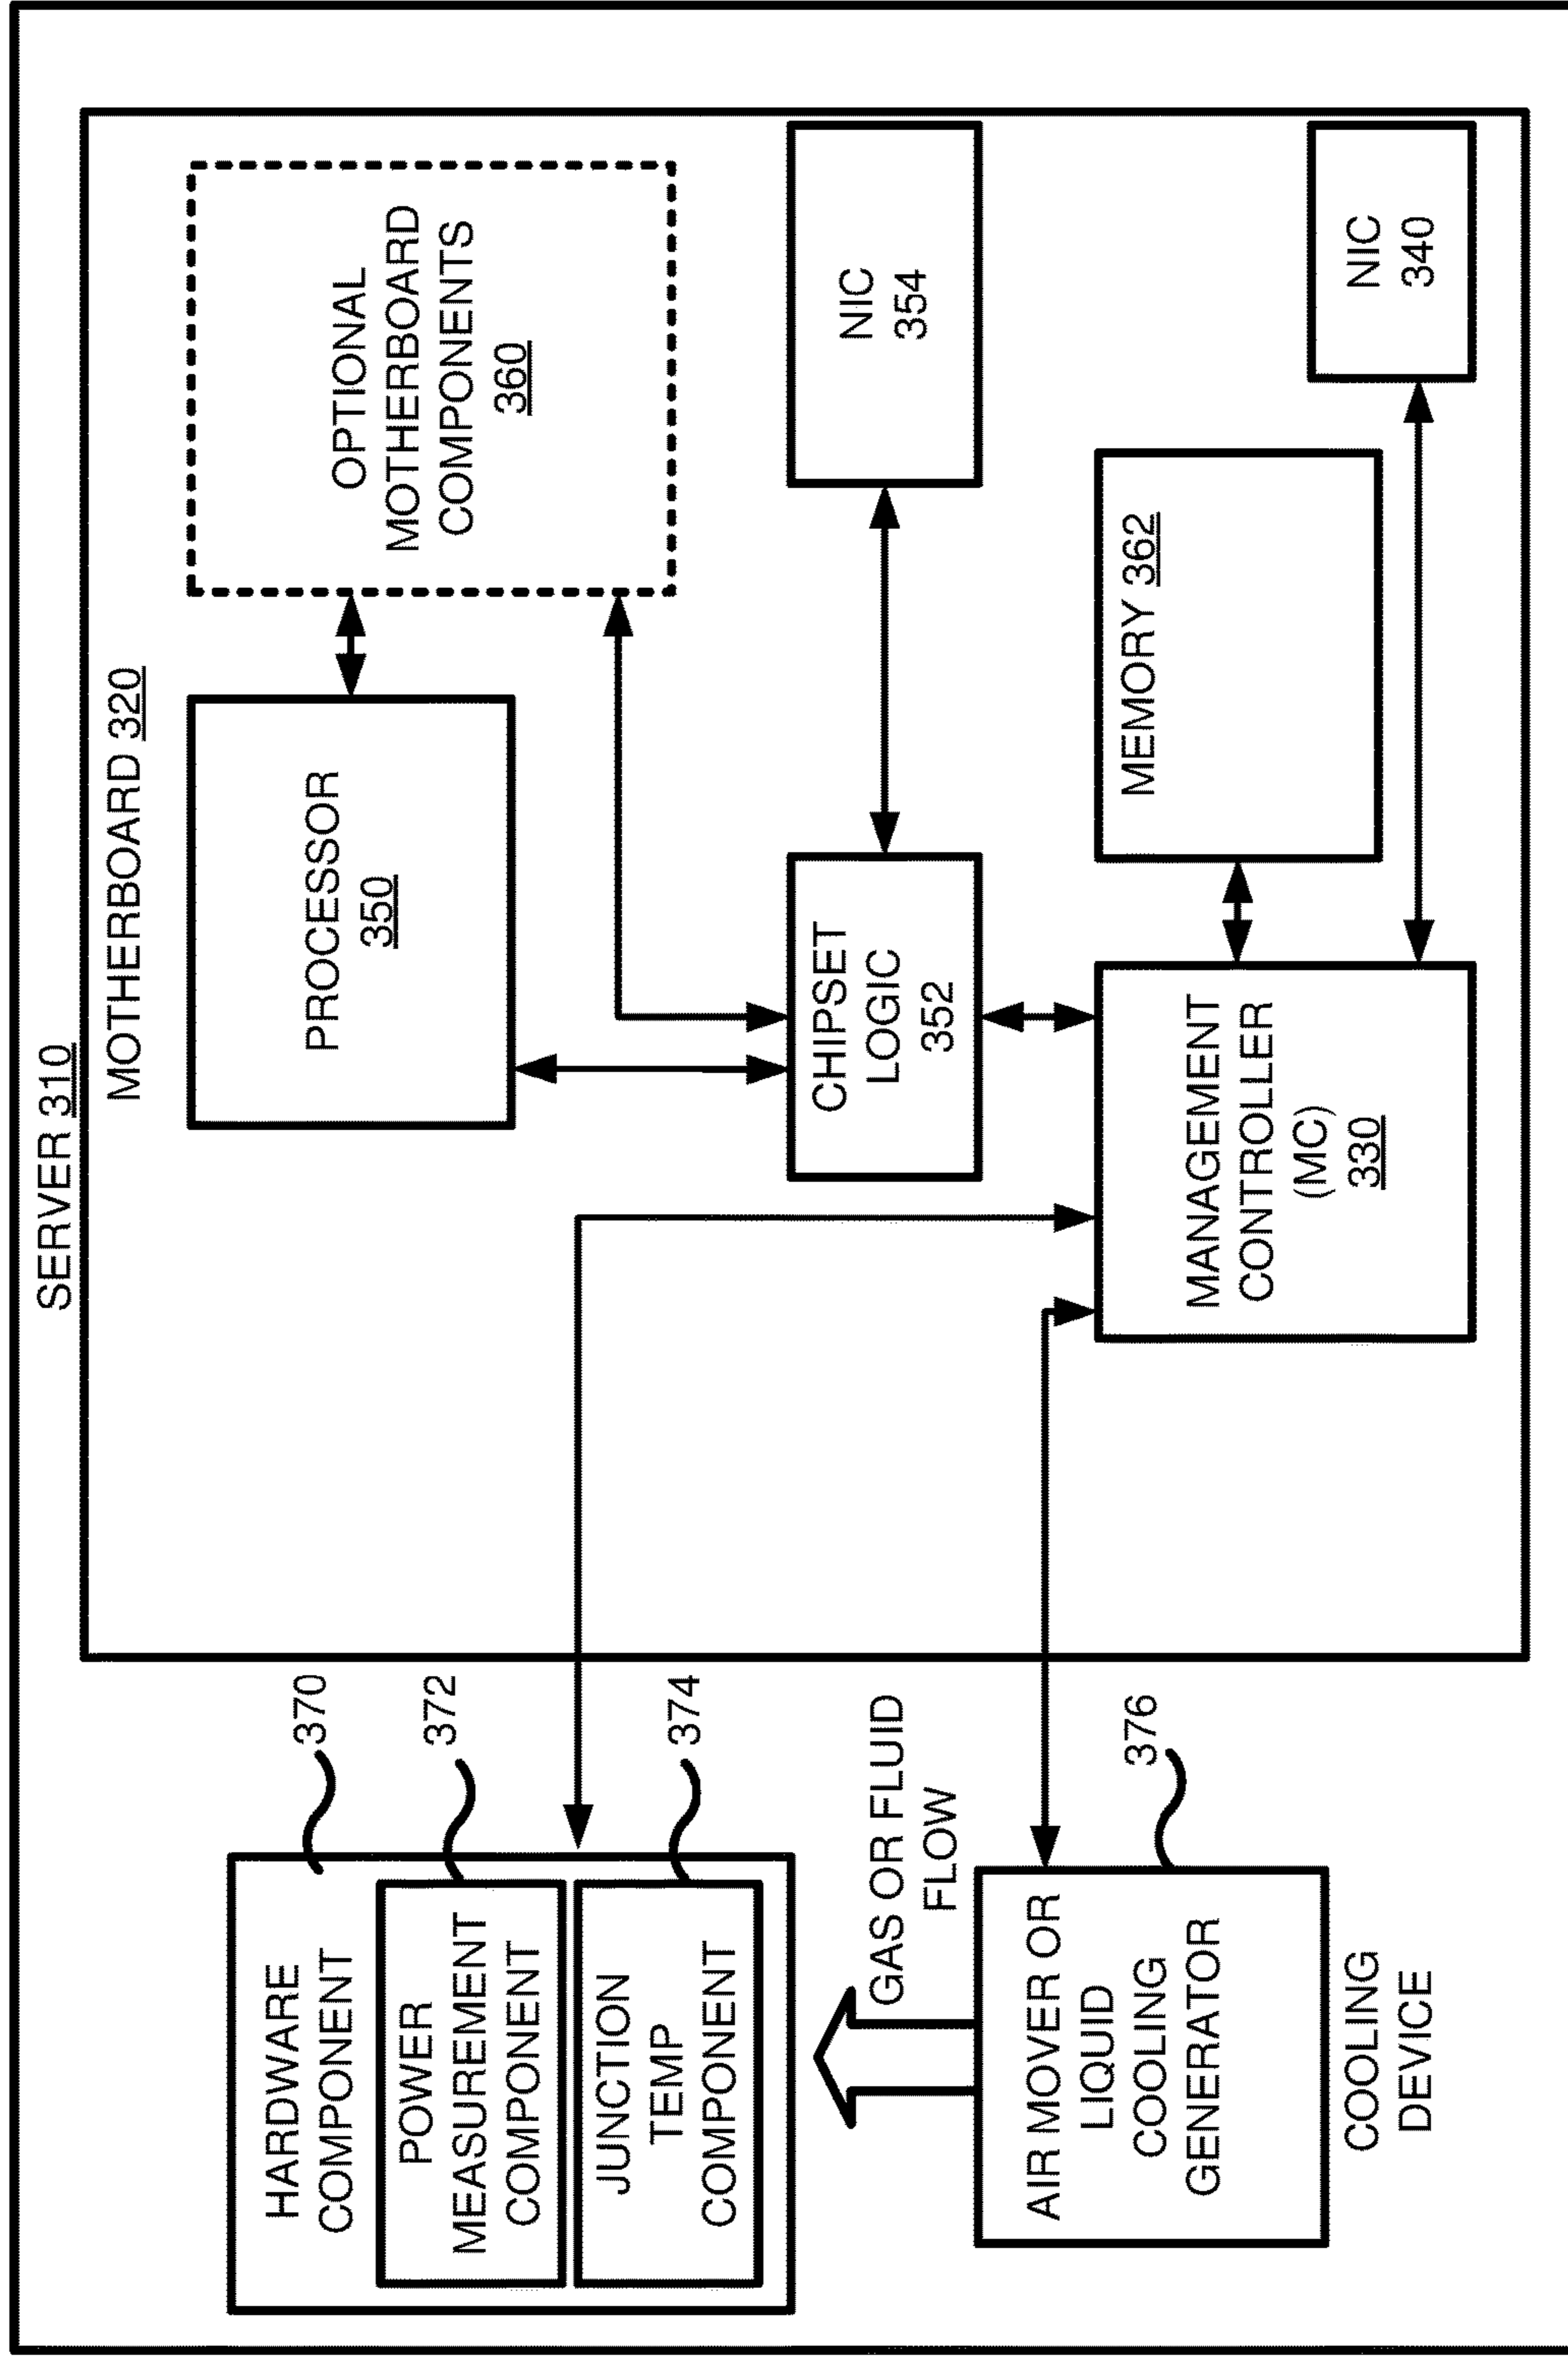 SERVER 310
MOTHERBOARD 320
HARDWARE
COMPONENT
370
POWER
MEASUREMENT
COMPONENT
372
JUNCTION
TEMP
COMPONENT
374
PROCESSOR
350
OPTIONAL
MOTHERBOARD
COMPONENTS
360
GAS OR FLUID
FLOW
CHIPSET
LOGIC
352
NIC
354
AIR MOVER OR
LIQUID
COOLING
GENERATOR
376
COOLING
DEVICE
MANAGEMENT
CONTROLLER
(MC)
330
MEMORY 362
NIC
340